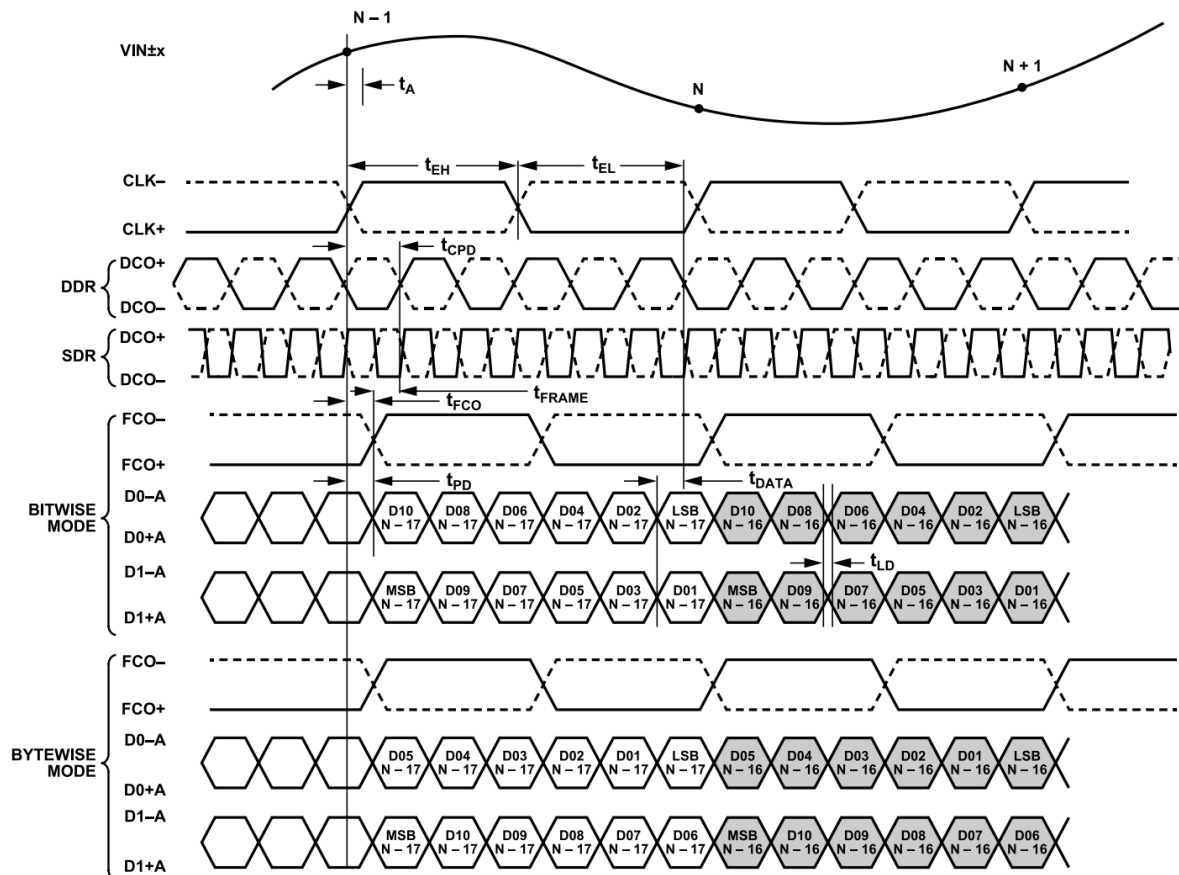 N – 1
VIN±x
tA
N
N + 1
tEH
tEL
CLK–
CLK+
tCPD
DDR
DCO+
DCO–
SDR
DCO+
DCO–
tFCO
tFRAME
BITWISE
MODE
FCO–
FCO+
tPD
tDATA
D0–A
D10 D08 D06 D04 D02 LSB D10 D08 D06 D04 D02 LSB
N – 17 N – 17 N – 17 N – 17 N – 17 N – 17 N – 16 N – 16 N – 16 N – 16 N – 16 N – 16
D0+A
tLD
D1–A
MSB D09 D07 D05 D03 D01 MSB D09 D07 D05 D03 D01
N – 17 N – 17 N – 17 N – 17 N – 17 N – 17 N – 16 N – 16 N – 16 N – 16 N – 16 N – 16
D1+A
BYTEWISE
MODE
FCO–
FCO+
D0–A
D05 D04 D03 D02 D01 LSB D05 D04 D03 D02 D01 LSB
N – 17 N – 17 N – 17 N – 17 N – 17 N – 17 N – 16 N – 16 N – 16 N – 16 N – 16 N – 16
D0+A
D1–A
MSB D10 D09 D08 D07 D06 MSB D10 D09 D08 D07 D06
N – 17 N – 17 N – 17 N – 17 N – 17 N – 17 N – 16 N – 16 N – 16 N – 16 N – 16 N – 16
D1+A